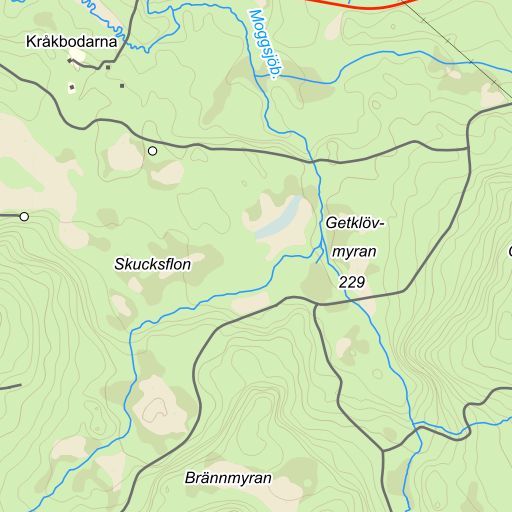 Moggsjöb.
Kråkbodarna
Getklöv-
myran
229
Skucksflon
Brännmyran